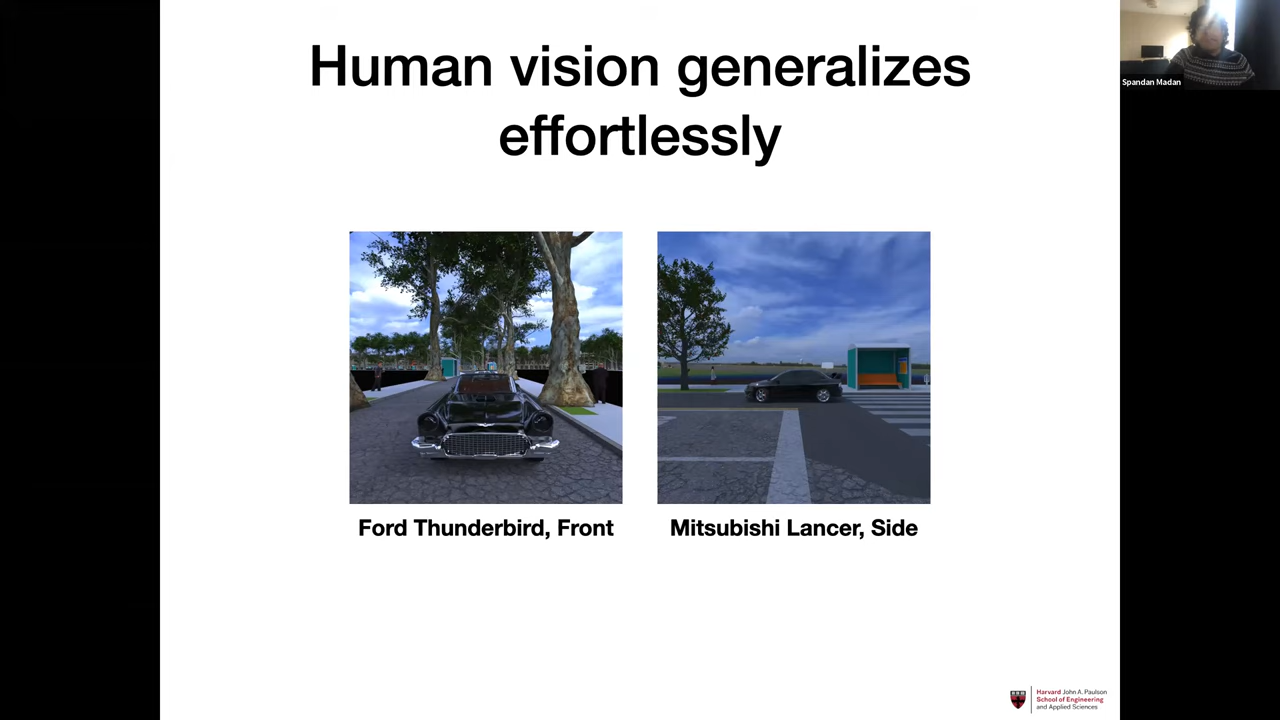 Human vision generalizes
effortlessly
Spandan Madan
Ford Thunderbird, Front
Mitsubishi Lancer, Side
Harvard John A. Paulson
School of Engineering
and Applied Sciences